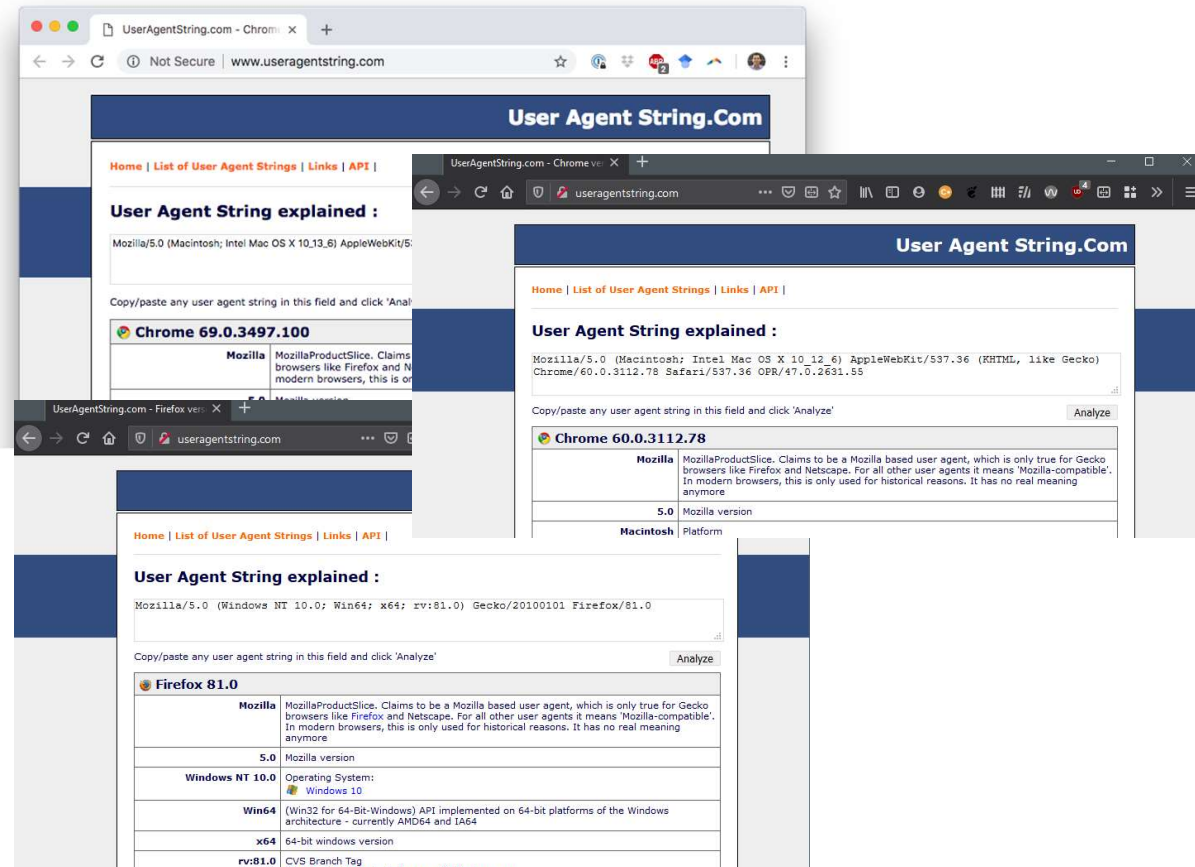 UserAgentString.com - Chrom
Not Secure | www.useragentstring.com
2
User Agent String.Com
Home | List of User Agent Strings | Links | API |
User Agent String explained :
Mozilla/5.0 (Macintosh; Intel Mac OS X 10_13_6) AppleWebKit/53
Copy/paste any user agent string in this field and click 'Anal
Chrome 69.0.3497.100
Mozilla MozillaProductSlice. Claims
browsers like Firefox and N
modern browsers, this is or
5.0 Mozilla version
UserAgentString.com - Chrome ve
useragentstring.com
4
User Agent String.Com
Home | List of User Agent Strings | Links | API |
User Agent String explained :
Mozilla/5.0 (Macintosh; Intel Mac OS X 10_12_6) AppleWebKit/537.36 (KHTML, like Gecko)
Chrome/60.0.3112.78 Safari/537.36 OPR/47.0.2631.55
Copy/paste any user agent string in this field and click 'Analyze'
Analyze
Chrome 60.0.3112.78
Mozilla MozillaProductSlice. Claims to be a Mozilla based user agent, which is only true for Gecko
browsers like Firefox and Netscape. For all other user agents it means 'Mozilla-compatible'.
In modern browsers, this is only used for historical reasons. It has no real meaning
anymore
5.0 Mozilla version
Macintosh Platform
UserAgentString.com - Firefox vers
useragentstring.com
Home | List of User Agent Strings | Links | API |
User Agent String explained :
Mozilla/5.0 (Windows NT 10.0; Win64; x64; rv:81.0) Gecko/20100101 Firefox/81.0
Copy/paste any user agent string in this field and click 'Analyze'
Analyze
Firefox 81.0
Mozilla MozillaProductSlice. Claims to be a Mozilla based user agent, which is only true for Gecko
browsers like Firefox and Netscape. For all other user agents it means 'Mozilla-compatible'.
In modern browsers, this is only used for historical reasons. It has no real meaning
anymore
5.0 Mozilla version
Windows NT 10.0 Operating System:
Windows 10
Win64 (Win32 for 64-Bit-Windows) API implemented on 64-bit platforms of the Windows
architecture - currently AMD64 and IA64
x64 64-bit windows version
rv:81.0 CVS Branch Tag